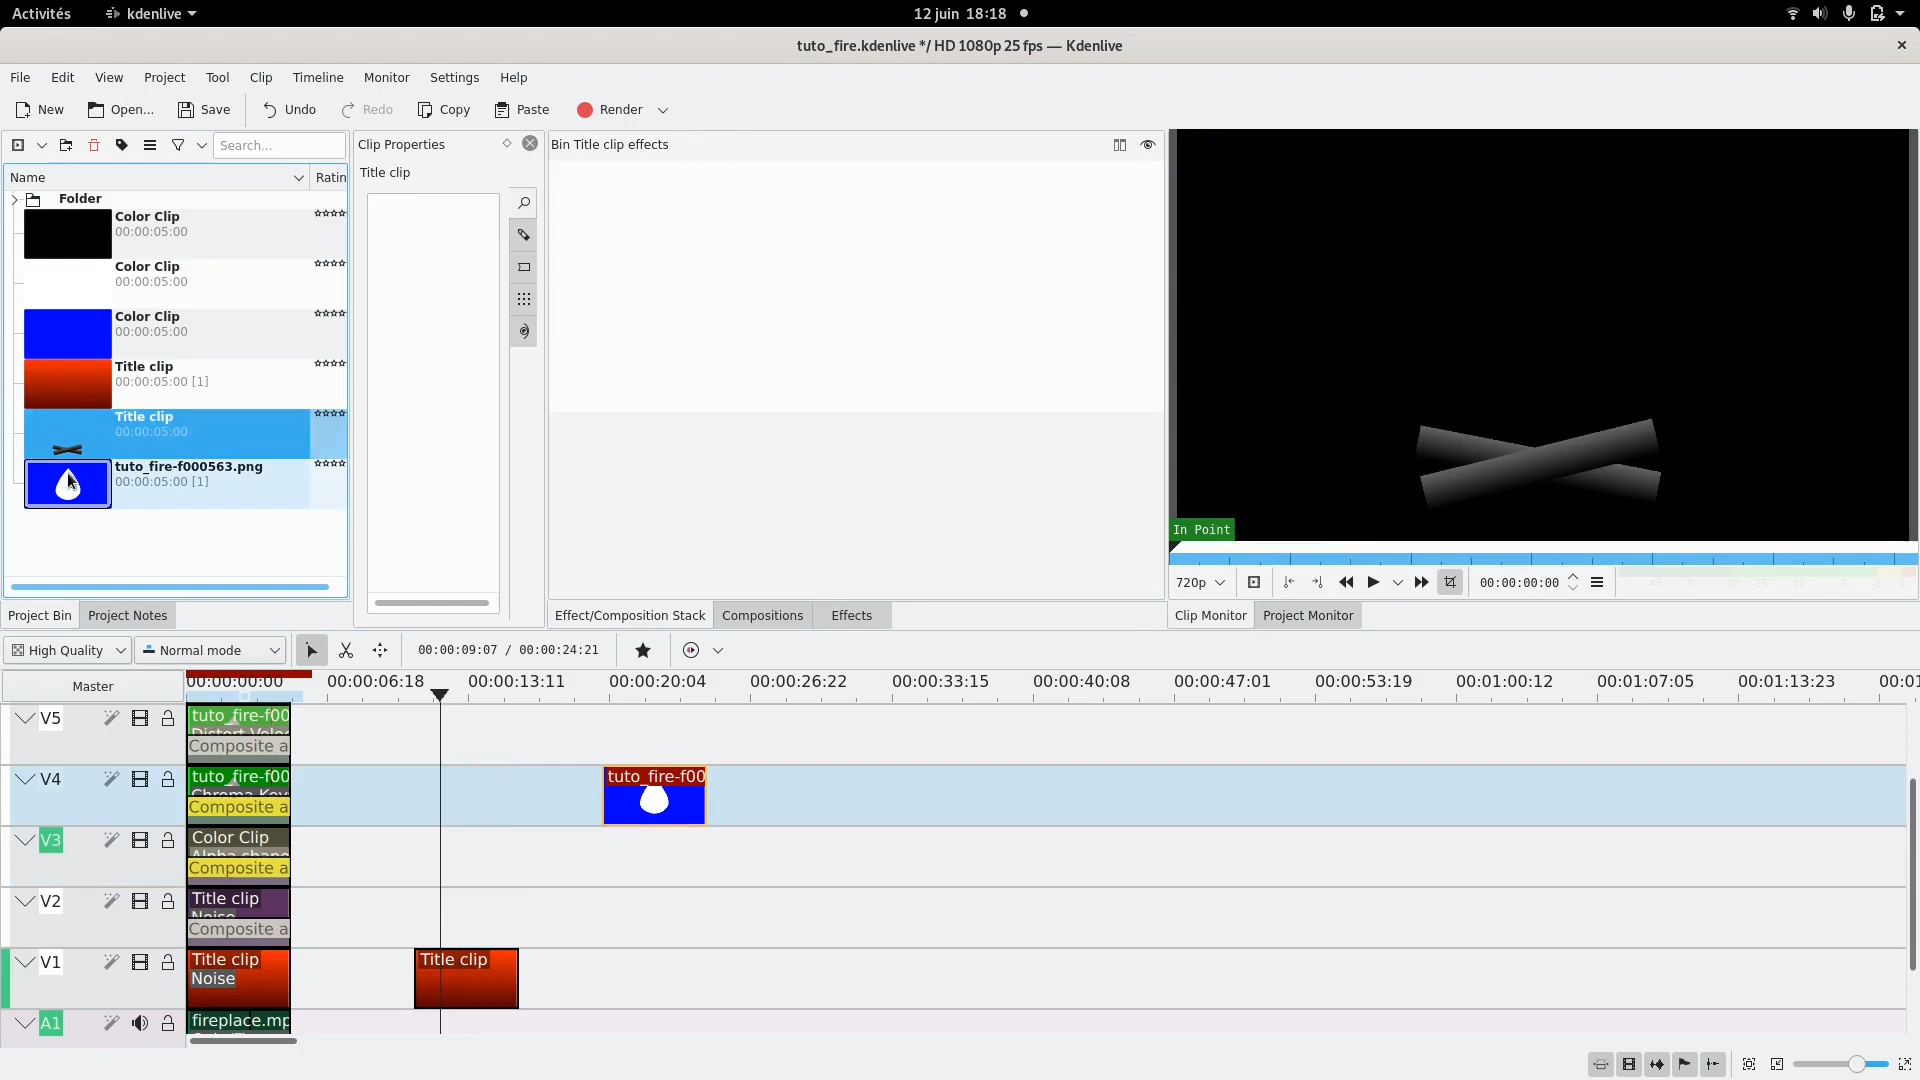 Activités
kdenlive
12 juin 18:18
tuto_fire.kdenlive */ HD 1080p 25 fps — Kdenlive
File Edit View Project Tool Clip Timeline Monitor Settings Help
New Open... Save Undo Redo Copy Paste Render
Search...
Clip Properties
Bin Title clip effects
Title clip
Name
Ratin
Folder
Color Clip
00:00:05:00
Color Clip
00:00:05:00
Color Clip
00:00:05:00
Title clip
00:00:05:00 [1]
Title clip
00:00:05:00
tuto_fire-f000563.png
00:00:05:00 [1]
In Point
720p
00:00:00:00
Project Bin Project Notes
Effect/Composition Stack Compositions Effects
Clip Monitor Project Monitor
High Quality
Normal mode
00:00:09:07 / 00:00:24:21
Master
00:00:00:00 00:00:06:18 00:00:13:11 00:00:20:04 00:00:26:22 00:00:33:15 00:00:40:08 00:00:47:01 00:00:53:19 00:01:00:12 00:01:07:05 00:01:13:23 00:01
V5
tuto_fire-f00
Composite a
V4
tuto_fire-f00
Composite a
tuto_fire-f00
V3
Color Clip
Composite a
V2
Title clip
Noise
Composite a
V1
Title clip
Noise
Title clip
A1
fireplace.mp